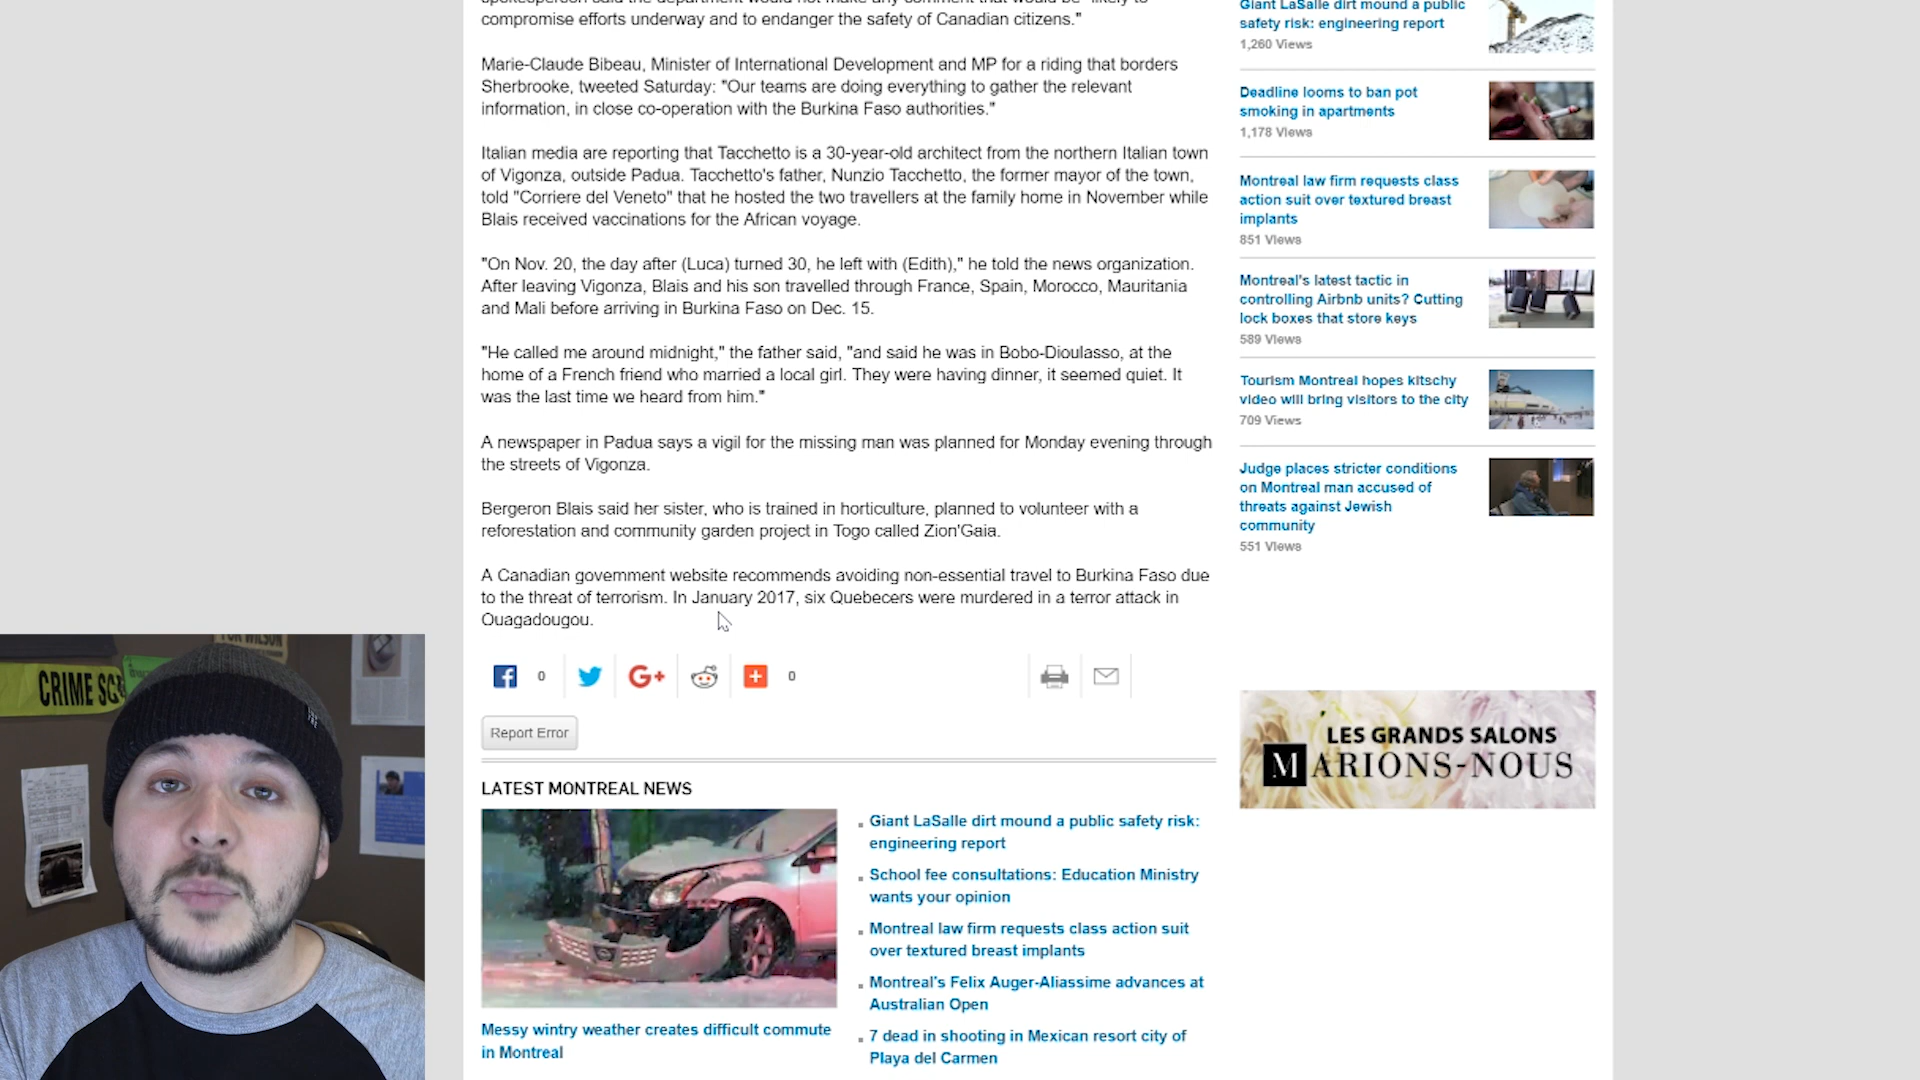 compromise efforts underway and to endanger the safety of Canadian citizens."
Marie-Claude Bibeau, Minister of International Development and MP for a riding that borders
Sherbrooke, tweeted Saturday: "Our teams are doing everything to gather the relevant
information, in close co-operation with the Burkina Faso authorities."
Italian media are reporting that Tacchetto is a 30-year-old architect from the northern Italian town
of Vigonza, outside Padua. Tacchetto's father, Nunzio Tacchetto, the former mayor of the town,
told "Corriere del Veneto" that he hosted the two travellers at the family home in November while
Blais received vaccinations for the African voyage.
"On Nov. 20, the day after (Luca) turned 30, he left with (Edith)," he told the news organization.
After leaving Vigonza, Blais and his son travelled through France, Spain, Morocco, Mauritania
and Mali before arriving in Burkina Faso on Dec. 15.
"He called me around midnight," the father said, "and said he was in Bobo-Dioulasso, at the
home of a French friend who married a local girl. They were having dinner, it seemed quiet. It
was the last time we heard from him."
A newspaper in Padua says a vigil for the missing man was planned for Monday evening through
the streets of Vigonza.
Bergeron Blais said her sister, who is trained in horticulture, planned to volunteer with a
reforestation and community garden project in Togo called Zion'Gaia.
A Canadian government website recommends avoiding non-essential travel to Burkina Faso due
to the threat of terrorism. In January 2017, six Quebecers were murdered in a terror attack in
Ouagadougou.
0
G+
0
Report Error
LATEST MONTREAL NEWS
Messy wintry weather creates difficult commute
in Montreal
Giant LaSalle dirt mound a public safety risk:
engineering report
School fee consultations: Education Ministry
wants your opinion
Montreal law firm requests class action suit
over textured breast implants
Montreal's Felix Auger-Aliassime advances at
Australian Open
7 dead in shooting in Mexican resort city of
Playa del Carmen
Giant LaSalle dirt mound a public
safety risk: engineering report
1,260 Views
Deadline looms to ban pot
smoking in apartments
1,178 Views
Montreal law firm requests class
action suit over textured breast
implants
851 Views
Montreal's latest tactic in
controlling Airbnb units? Cutting
lock boxes that store keys
589 Views
Tourism Montreal hopes kitschy
video will bring visitors to the city
709 Views
Judge places stricter conditions
on Montreal man accused of
threats against Jewish
community
551 Views
LES GRANDS SALONS
MARIONS-NOUS
CRIME SC